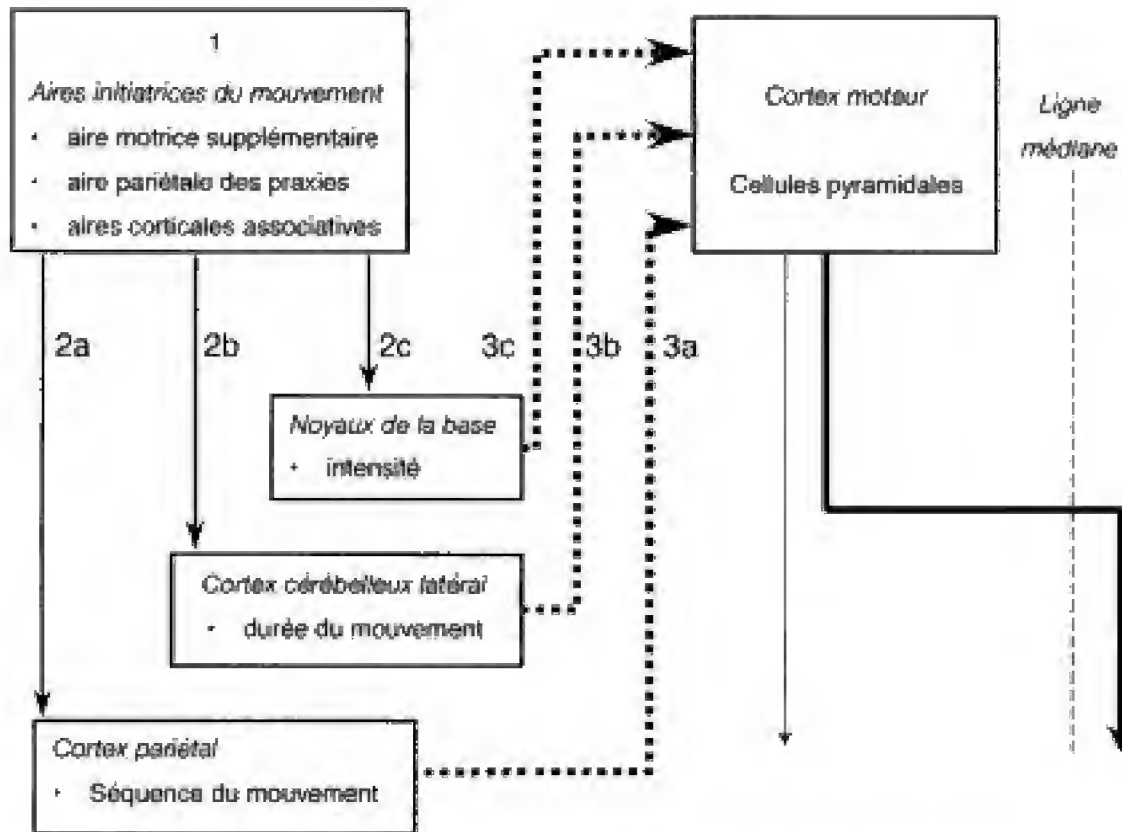 1
Aires initiatrices du mouvement
• aire motrice supplémentaire
• aire pariétale des praxies
• aires corticales associatives
Cortex moteur
Cellules pyramidales
Ligne
médiane
2a
2b
2c
3c
3b
3a
Noyaux de la base
• intensité
Cortex cérébelleux latéral
• durée du mouvement
Cortex pariétal
• Séquence du mouvement